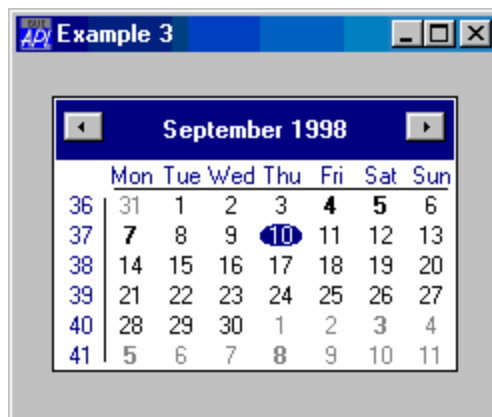 GUI
API Example 3
September 1998
Mon Tue Wed Thu Fri Sat Sun
36 31 1 2 3 4 5 6
37 7 8 9 10 11 12 13
38 14 15 16 17 18 19 20
39 21 22 23 24 25 26 27
40 28 29 30 1 2 3 4
41 5 6 7 8 9 10 11